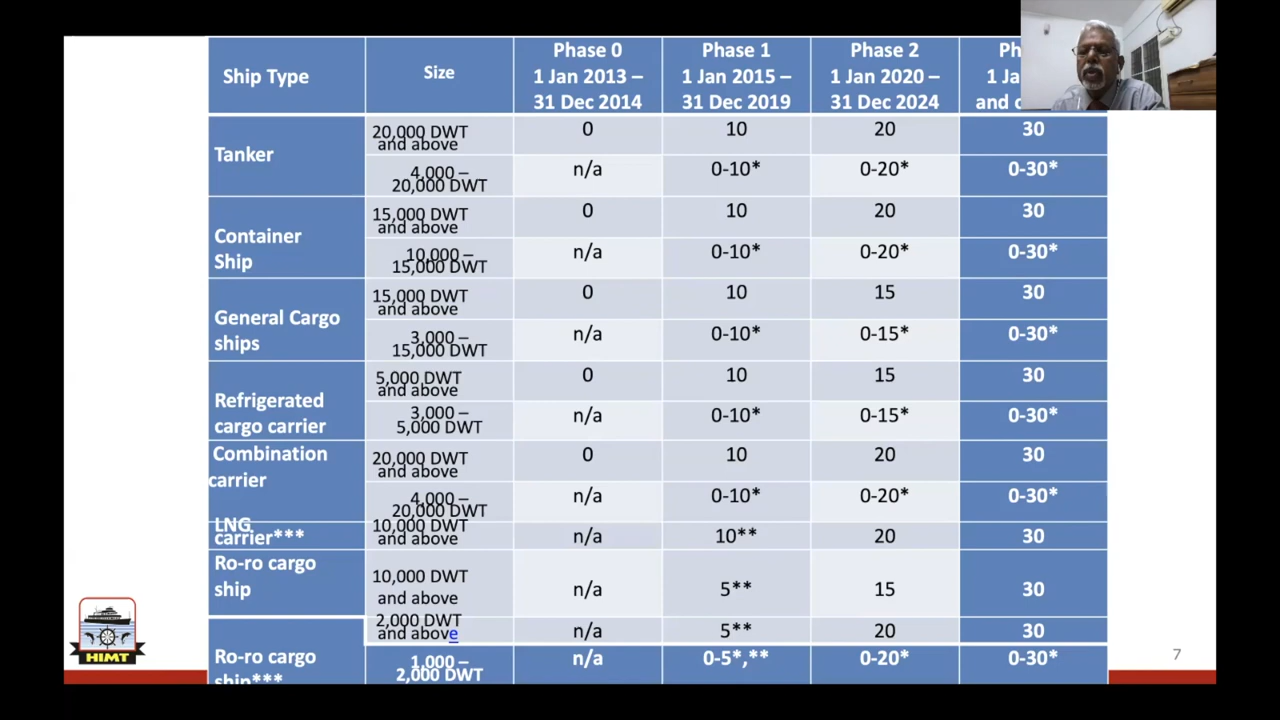 Ship Type
Size
Phase 0
1 Jan 2013 –
31 Dec 2014
Phase 1
1 Jan 2015 –
31 Dec 2019
Phase 2
1 Jan 2020 –
31 Dec 2024
Tanker
20,000 DWT
and above
0
10
20
30
4,000 –
20,000 DWT
n/a
0-10*
0-20*
0-30*
Container
Ship
15,000 DWT
and above
0
10
20
30
10,000 –
15,000 DWT
n/a
0-10*
0-20*
0-30*
General Cargo
ships
15,000 DWT
and above
0
10
15
30
3,000 –
15,000 DWT
n/a
0-10*
0-15*
0-30*
Refrigerated
cargo carrier
5,000 DWT
and above
0
10
15
30
3,000 –
5,000 DWT
n/a
0-10*
0-15*
0-30*
Combination
carrier
20,000 DWT
and above
0
10
20
30
4,000 –
20,000 DWT
n/a
0-10*
0-20*
0-30*
LNG
carrier***
10,000 DWT
and above
n/a
10**
20
30
Ro-ro cargo
ship
10,000 DWT
and above
n/a
5**
15
30
2,000 DWT
and above
n/a
5**
20
30
Ro-ro cargo
ship***
1,000 –
2,000 DWT
n/a
0-5*,**
0-20*
0-30*
HIMT
7